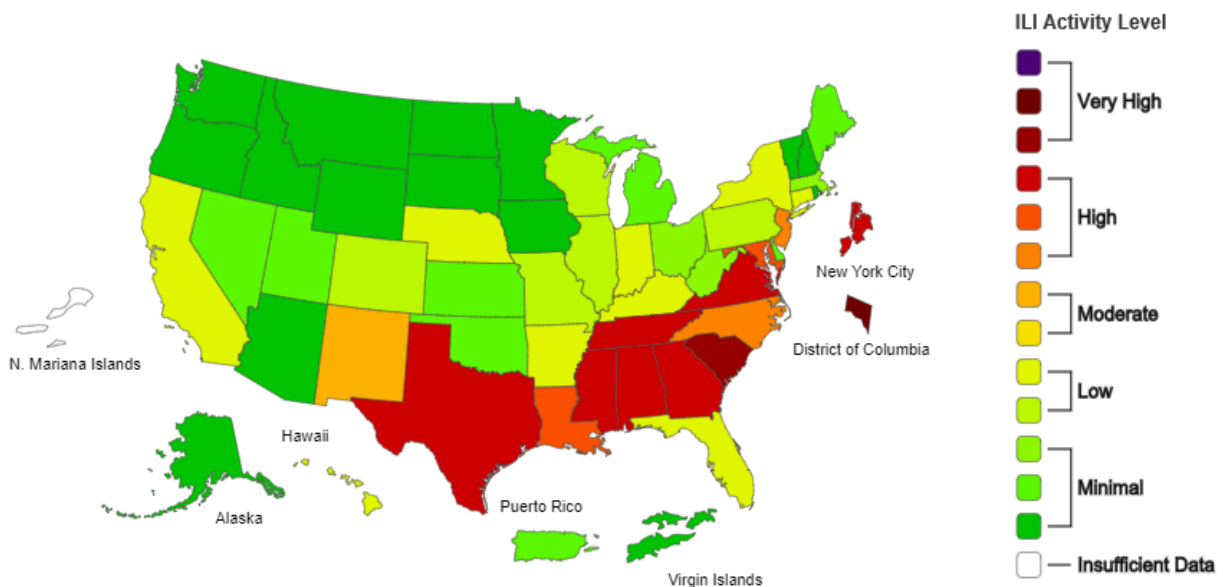 ILI Activity Level
Very High
High
New York City
Moderate
District of Columbia
N. Mariana Islands
Low
Hawaii
Minimal
Puerto Rico
Alaska
Insufficient Data
Virgin Islands